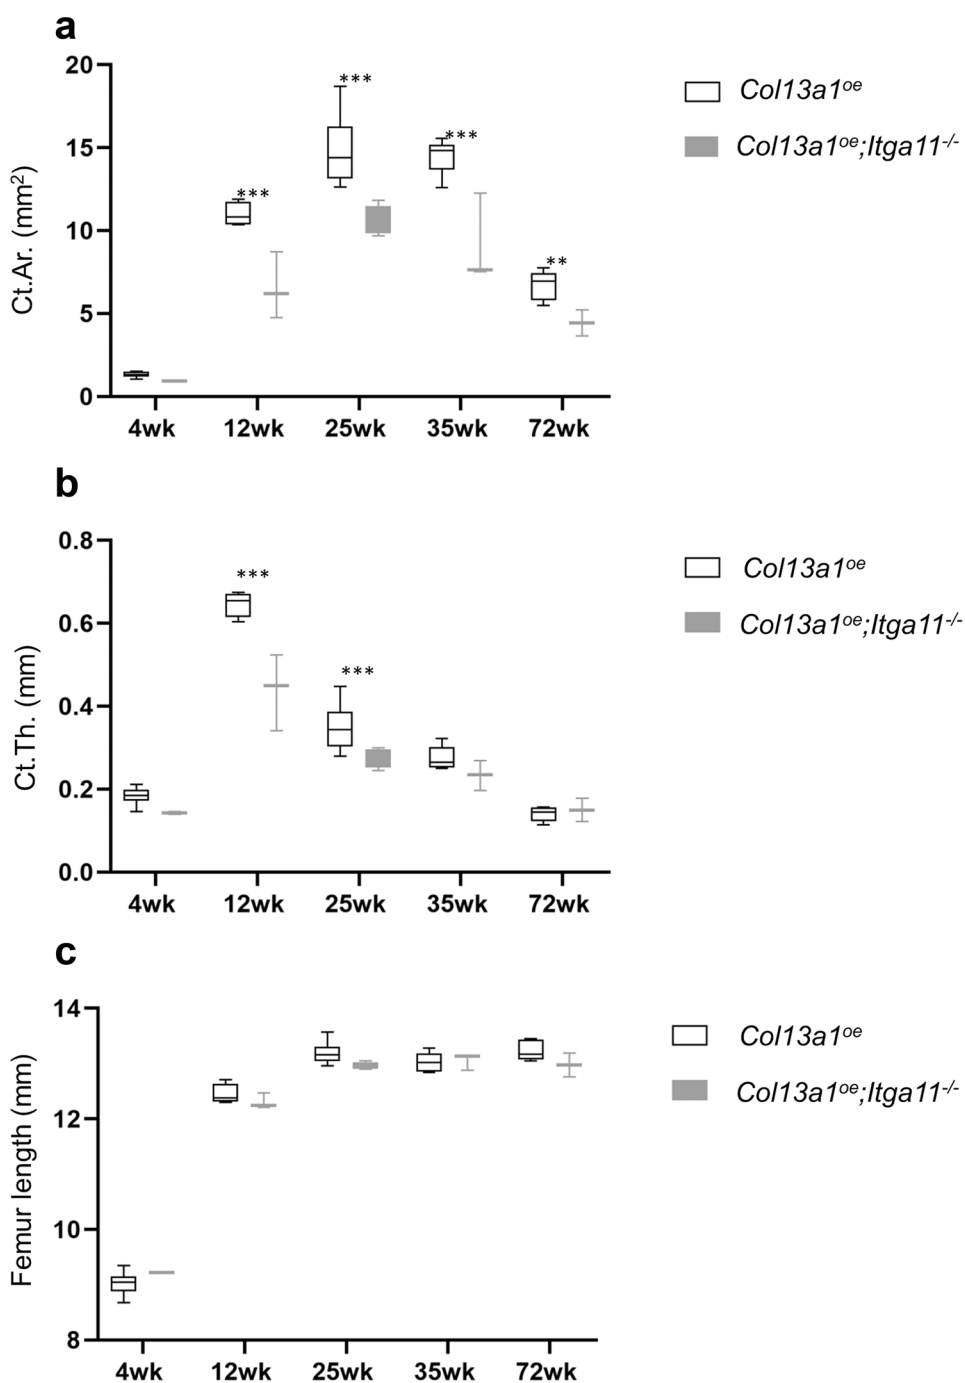 a
20
15
10
5
0
Ct.Ar. (mm²)
***
***
***
**
4wk 12wk 25wk 35wk 72wk
Col13a1ᵒᵉ
Col13a1ᵒᵉ;Itga11⁻/⁻
b
0.8
0.6
0.4
0.2
0.0
Ct.Th. (mm)
***
***
4wk 12wk 25wk 35wk 72wk
Col13a1ᵒᵉ
Col13a1ᵒᵉ;Itga11⁻/⁻
c
14
12
10
8
Femur length (mm)
4wk 12wk 25wk 35wk 72wk
Col13a1ᵒᵉ
Col13a1ᵒᵉ;Itga11⁻/⁻